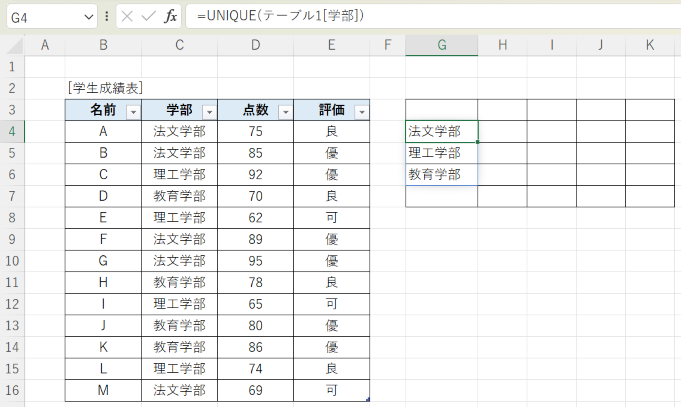 G4 fx =UNIQUE(テーブル1[学部])
A B C D E F G H I J K
1
2 [学生成績表]
3 名前 学部 点数 評価
4 A 法文学部 75 良 法文学部
5 B 法文学部 85 優 理工学部
6 C 理工学部 92 優 教育学部
7 D 教育学部 70 良
8 E 理工学部 62 可
9 F 法文学部 89 優
10 G 法文学部 95 優
11 H 教育学部 78 良
12 I 理工学部 65 可
13 J 教育学部 80 優
14 K 教育学部 86 優
15 L 理工学部 74 良
16 M 法文学部 69 可